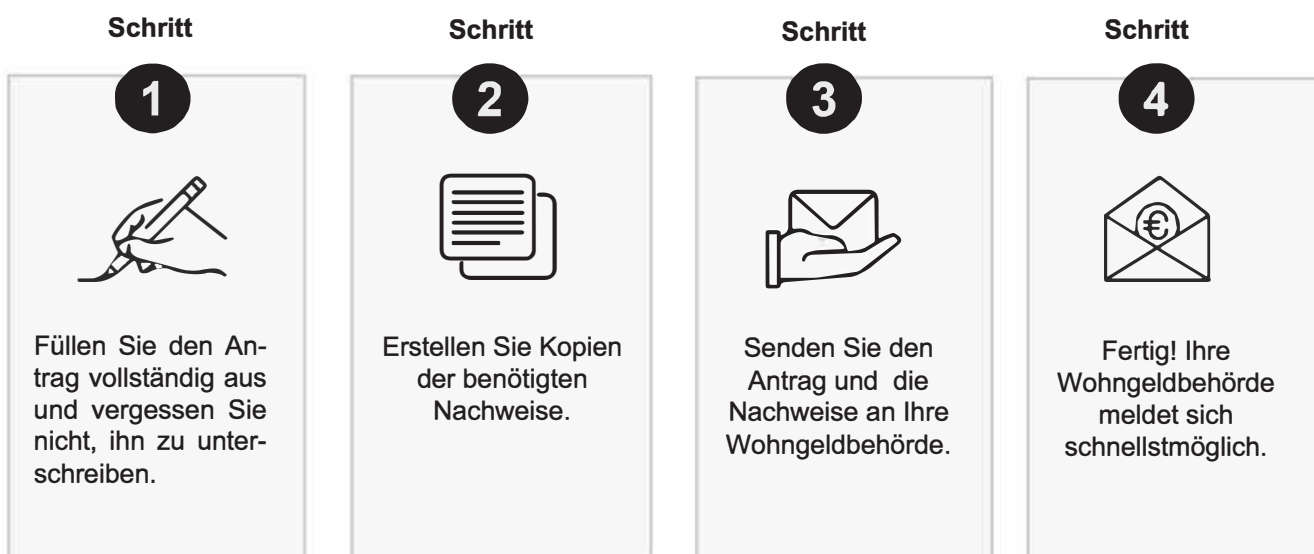 Schritt
1
Füllen Sie den An-
trag vollständig aus
und vergessen Sie
nicht, ihn zu unter-
schreiben.
Schritt
2
Erstellen Sie Kopien
der benötigten
Nachweise.
Schritt
3
Senden Sie den
Antrag und die
Nachweise an Ihre
Wohngeldbehörde.
Schritt
4
€
Fertig! Ihre
Wohngeldbehörde
meldet sich
schnellstmöglich.